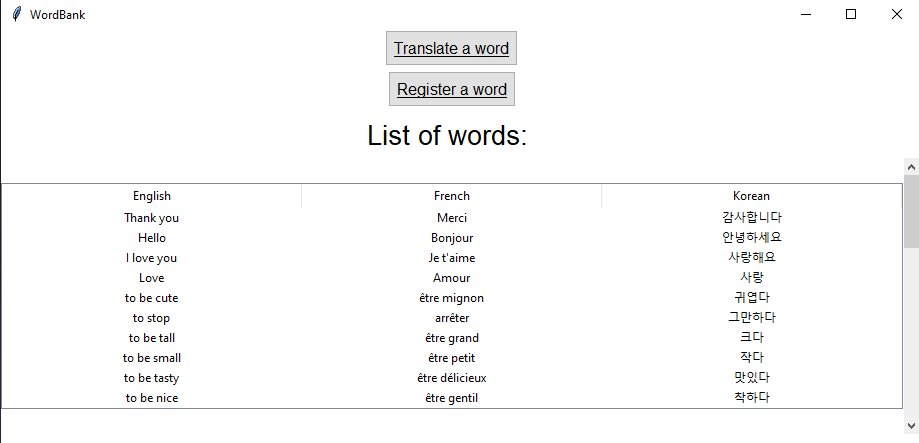 WordBank
Translate a word
Register a word
List of words:
English French Korean
Thank you Merci 감사합니다
Hello Bonjour 안녕하세요
I love you Je t'aime 사랑해요
Love Amour 사랑
to be cute être mignon 귀엽다
to stop arrêter 그만하다
to be tall être grand 크다
to be small être petit 작다
to be tasty être délicieux 맛있다
to be nice être gentil 착하다